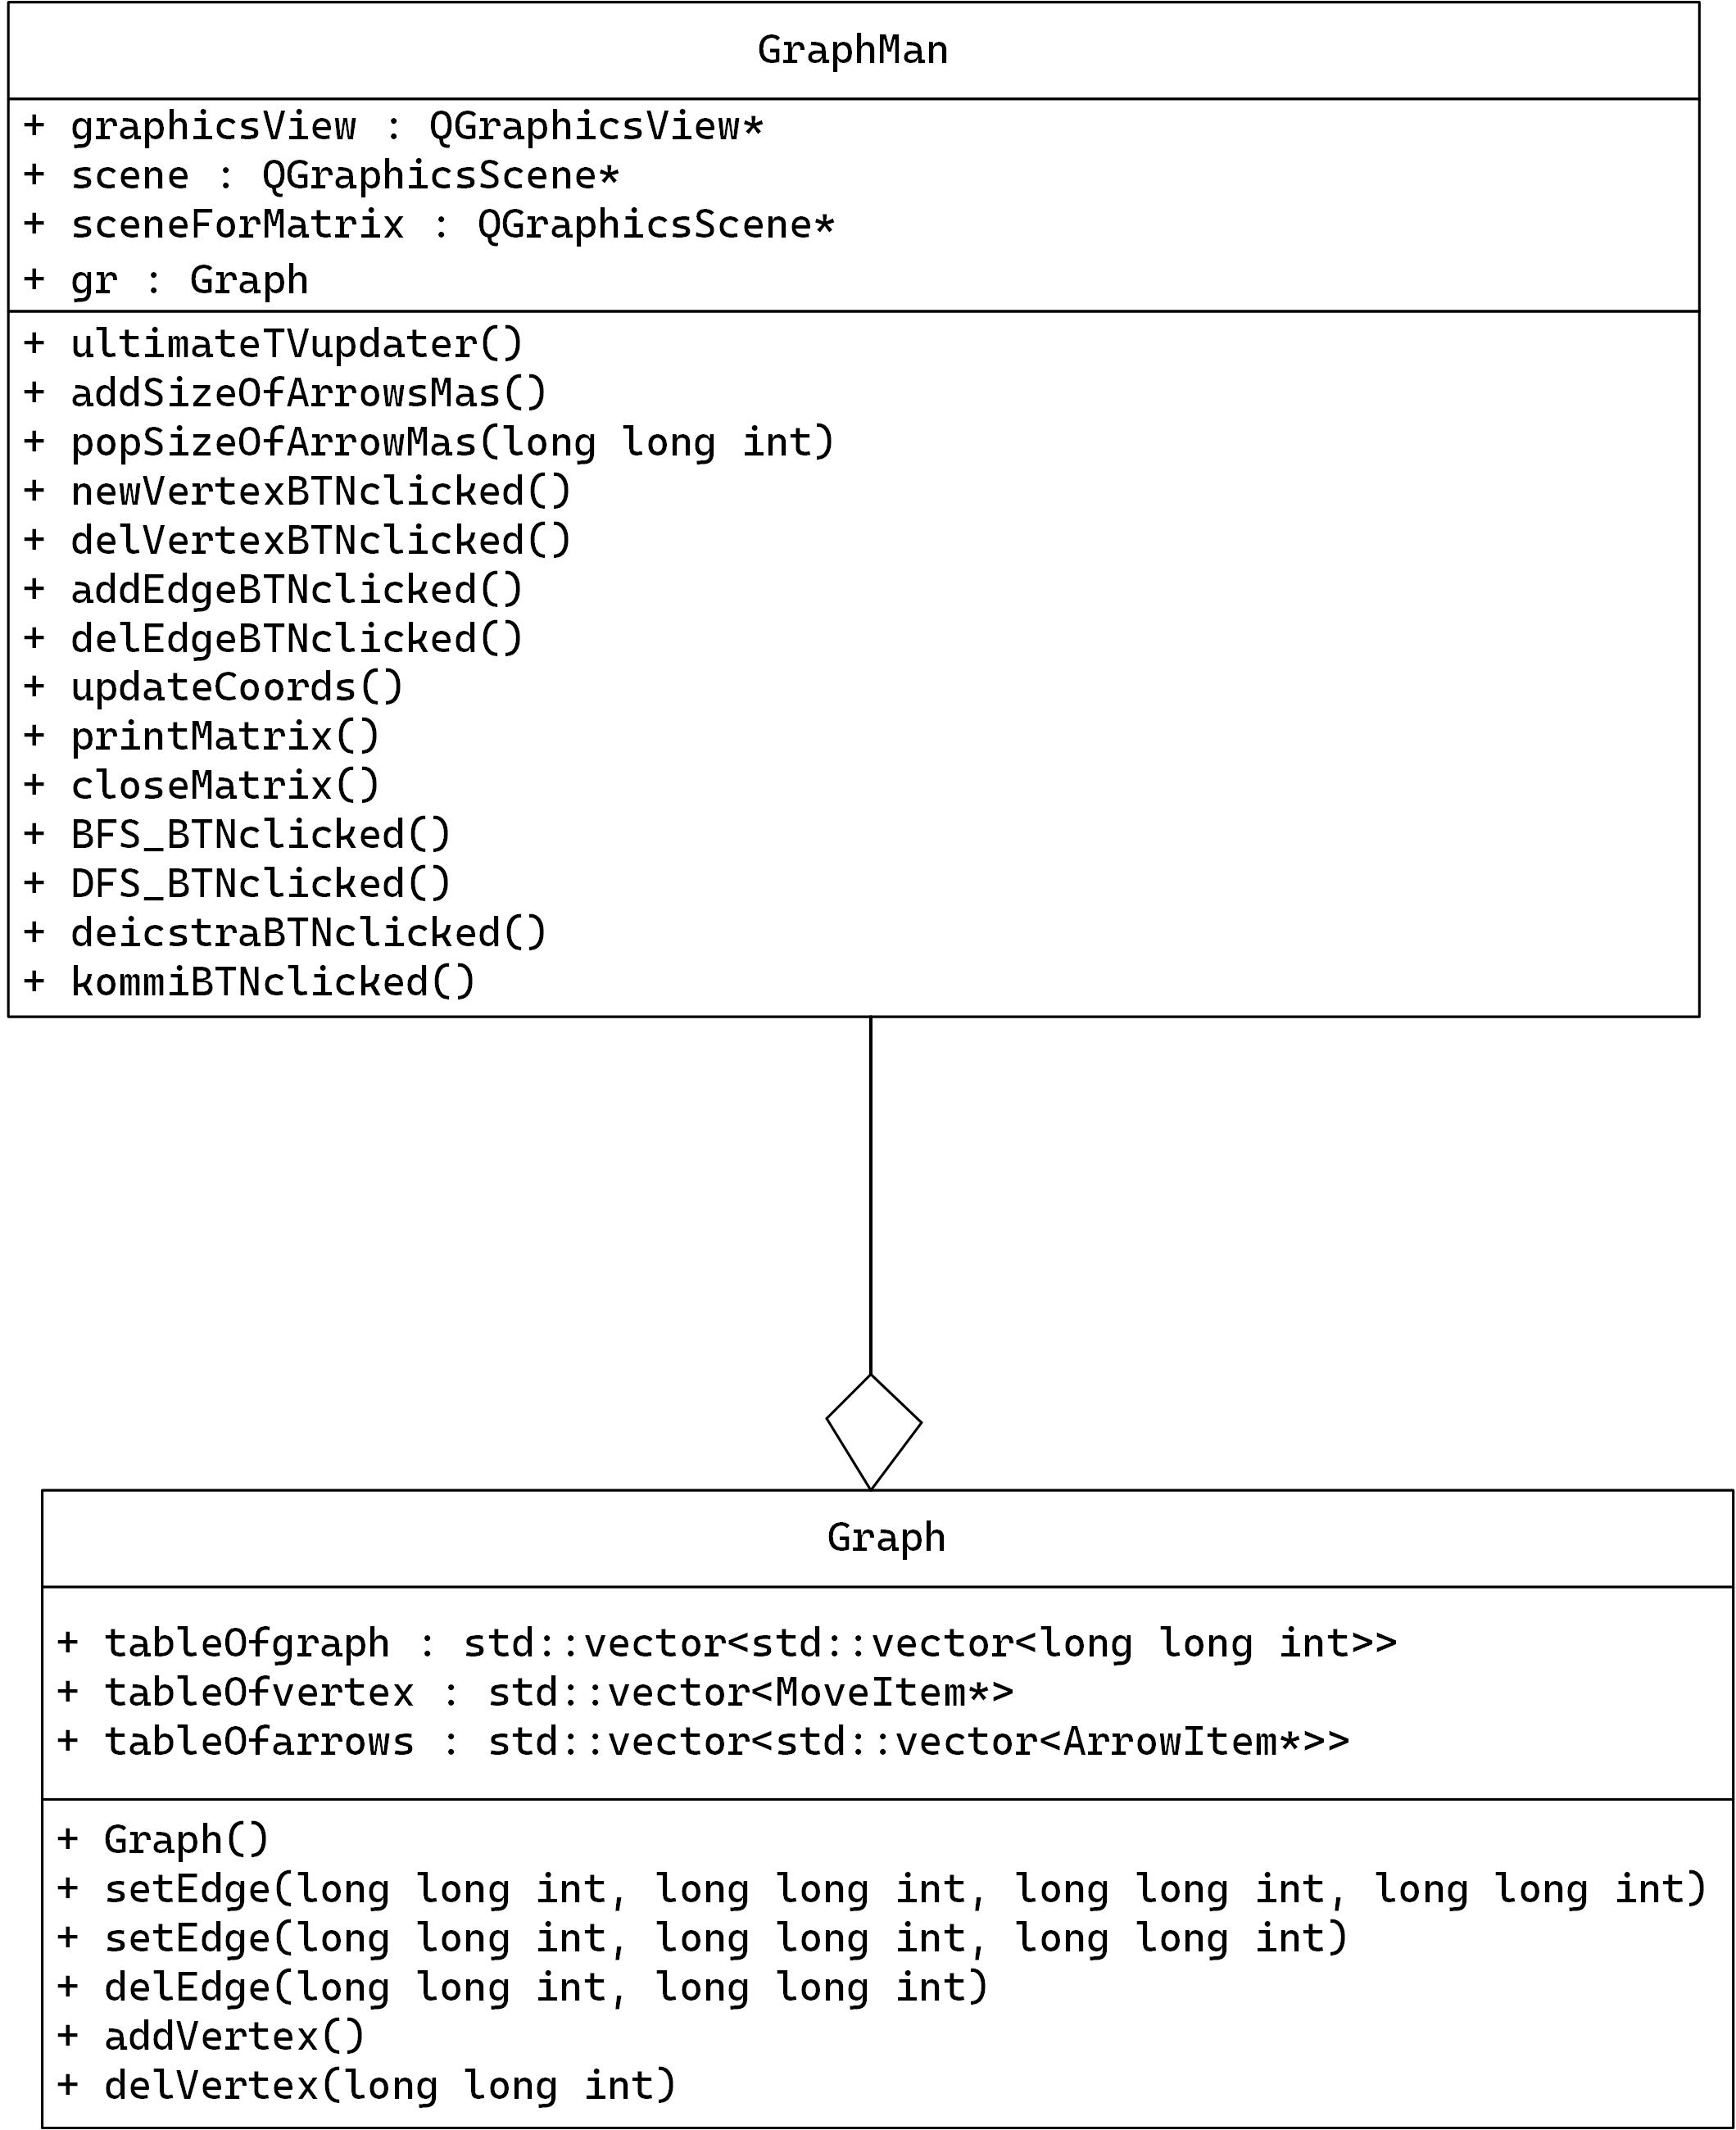 GraphMan
+ graphicsView : QGraphicsView*
+ scene : QGraphicsScene*
+ sceneForMatrix : QGraphicsScene*
+ gr : Graph
+ ultimateTVupdater()
+ addSizeOfArrowsMas()
+ popSizeOfArrowMas(long long int)
+ newVertexBTNclicked()
+ delVertexBTNclicked()
+ addEdgeBTNclicked()
+ delEdgeBTNclicked()
+ updateCoords()
+ printMatrix()
+ closeMatrix()
+ BFS_BTNclicked()
+ DFS_BTNclicked()
+ deicstraBTNclicked()
+ kommiBTNclicked()
Graph
+ tableOfgraph : std::vector<std::vector<long long int>>
+ tableOfvertex : std::vector<MoveItem*>
+ tableOfarrows : std::vector<std::vector<ArrowItem*>>
+ Graph()
+ setEdge(long long int, long long int, long long int, long long int)
+ setEdge(long long int, long long int, long long int)
+ delEdge(long long int, long long int)
+ addVertex()
+ delVertex(long long int)